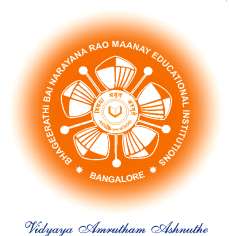 BHAGEERATHI BAI NARAYANA RAO MAANAY EDUCATIONAL INSTITUTIONS
BANGALORE
Vidyaya Amrutham Ashnuthe